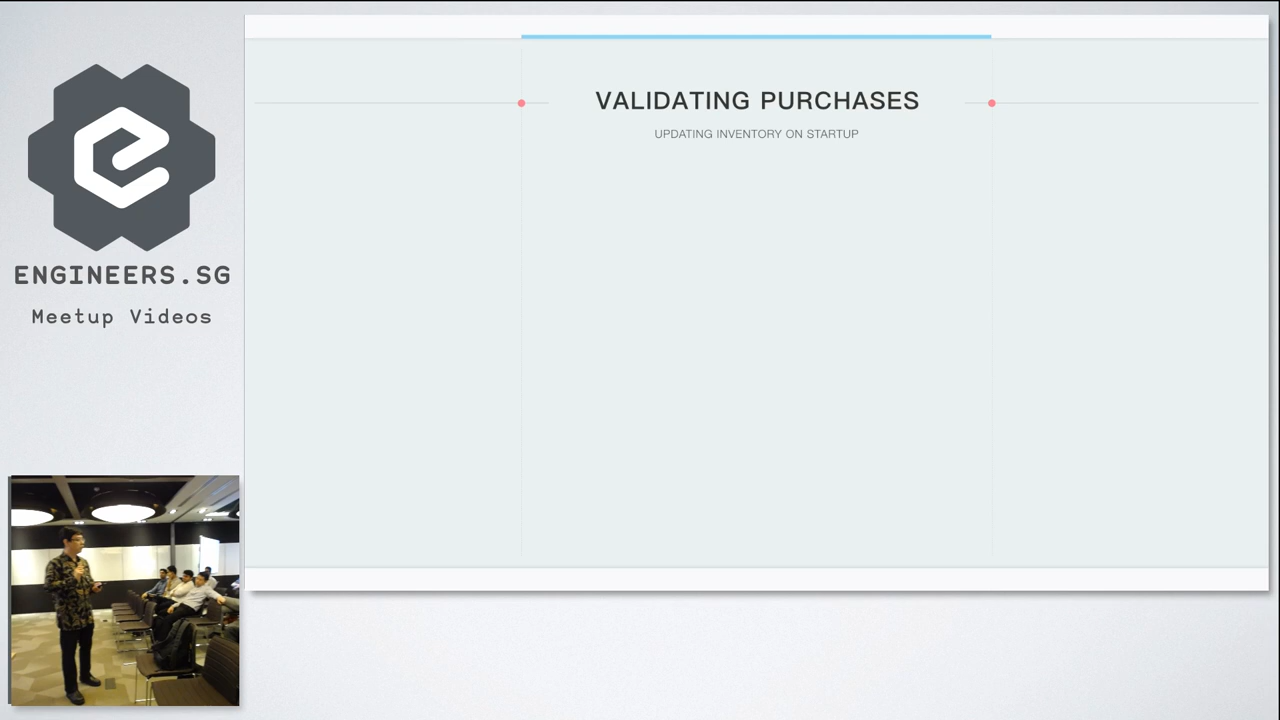 ENGINEERS.SG
Meetup Videos
VALIDATING PURCHASES
UPDATING INVENTORY ON STARTUP